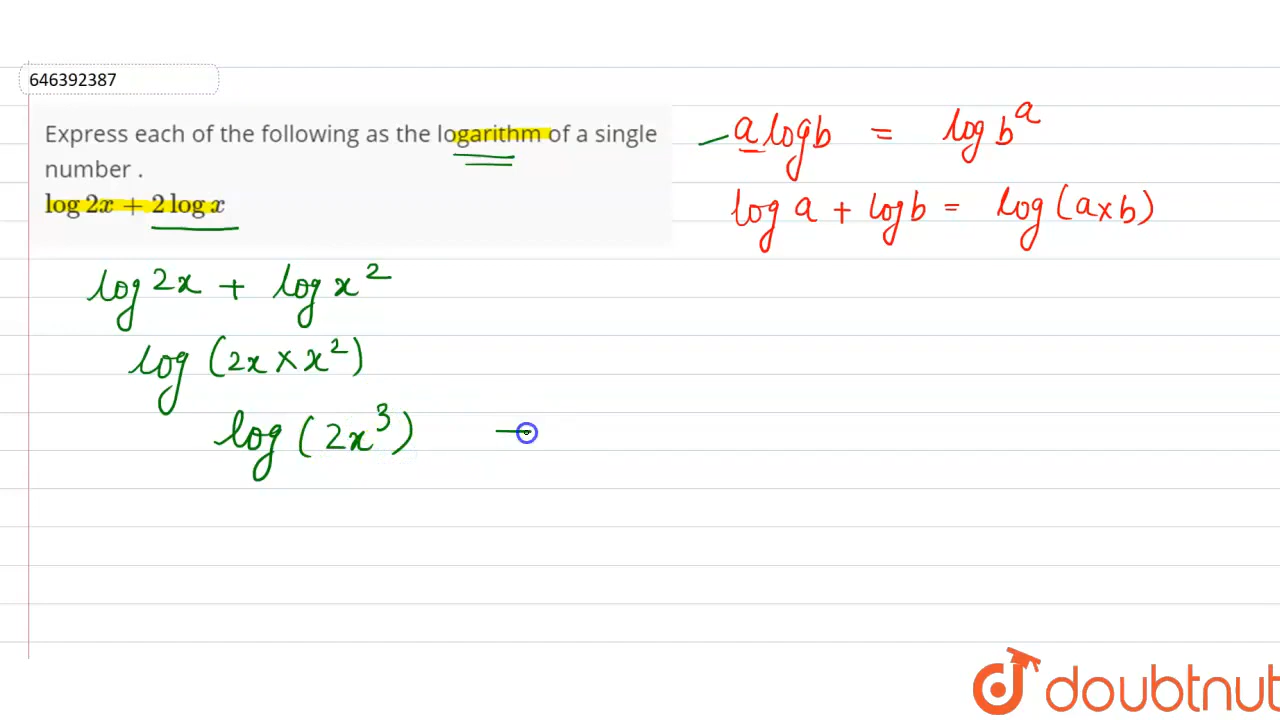 646392387
Express each of the following as the logarithm of a single
number .
log 2x + 2 log x
a log b = log b^a
log a + log b = log (a×b)
log 2x + log x^2
log (2x × x^2)
log (2x^3)
doubtnut